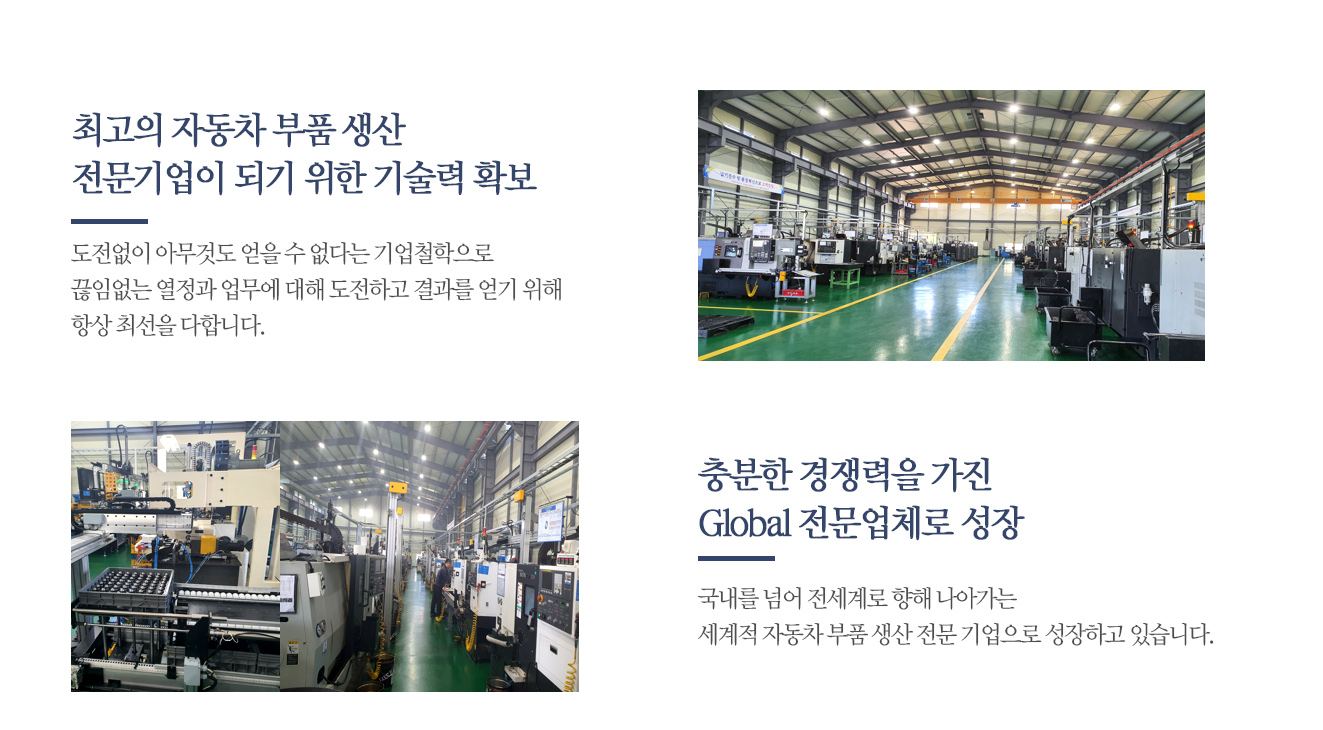 최고의 자동차 부품 생산
전문기업이 되기 위한 기술력 확보
도전없이 아무것도 얻을 수 없다는 기업철학으로
끊임없는 열정과 업무에 대해 도전하고 결과를 얻기 위해
항상 최선을 다합니다.
충분한 경쟁력을 가진
Global 전문업체로 성장
국내를 넘어 전세계로 향해 나아가는
세계적 자동차 부품 생산 전문 기업으로 성장하고 있습니다.